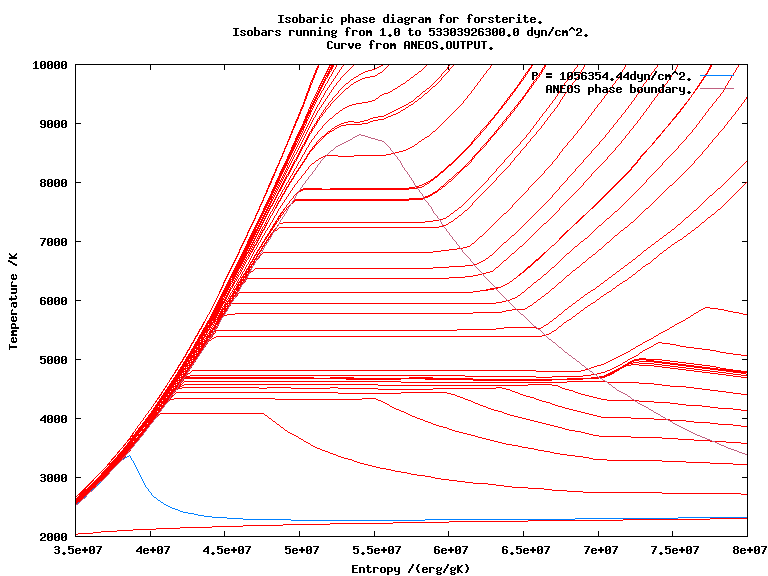 Isobaric phase diagram for forsterite.
Isobars running from 1.0 to 53303926300.0 dyn/cm^2.
Curve from ANEOS.OUTPUT.
P = 1056354.44dyn/cm^2.
ANEOS phase boundary.
10000
9000
8000
7000
6000
5000
4000
3000
2000
Temperature /K
3.5e+07 4e+07 4.5e+07 5e+07 5.5e+07 6e+07 6.5e+07 7e+07 7.5e+07 8e+07
Entropy /(erg/gK)